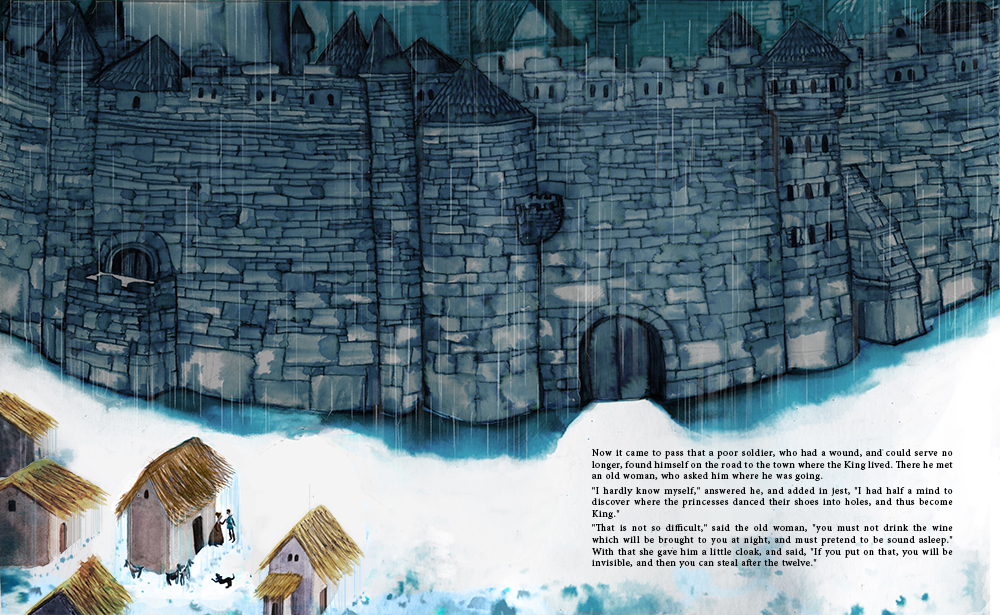 Now it came to pass that a poor soldier, who had a wound, and could serve no
longer, found himself on the road to the town where the King lived. There he met
an old woman, who asked him where he was going.
"I hardly know myself," answered he, and added in jest, "I had half a mind to
discover where the princesses danced their shoes into holes, and thus become
King."
"That is not so difficult," said the old woman, "you must not drink the wine
which will be brought to you at night, and must pretend to be sound asleep."
With that she gave him a little cloak, and said, "If you put on that, you will be
invisible, and then you can steal after the twelve."